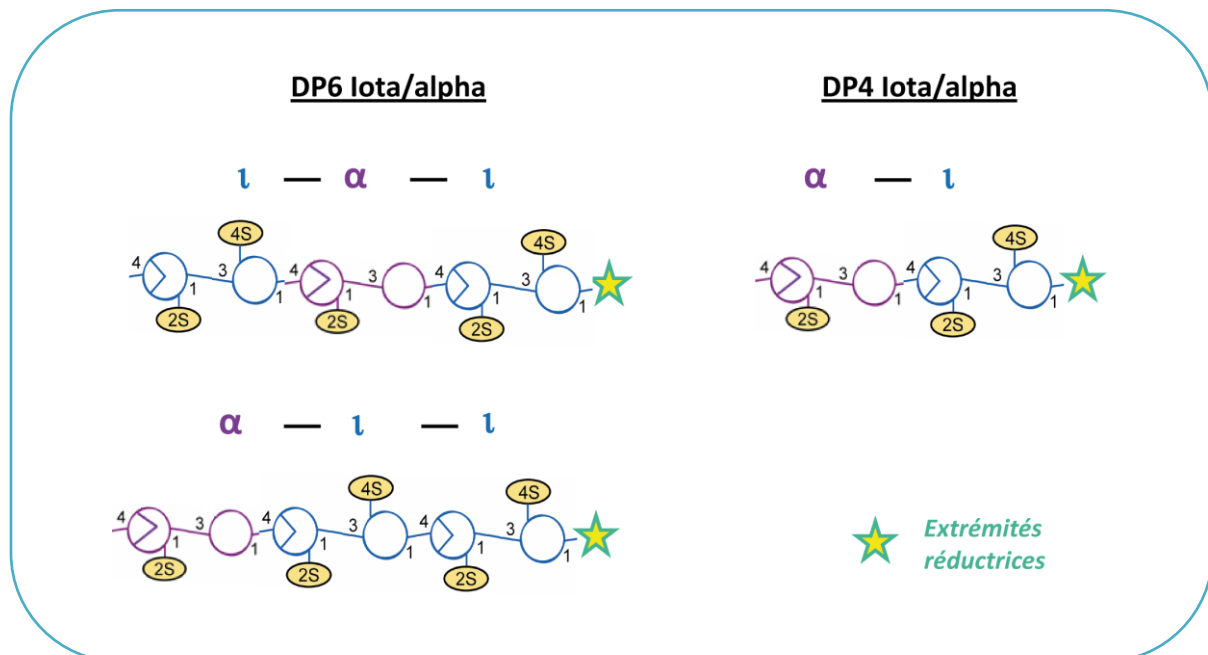 DP6 Iota/alpha
ι — α — ι
4S 4S
4 1 3 1 4 1 3 1 4 1 3 1
2S 2S 2S
α — ι — ι
4S 4S
4 1 3 1 4 1 3 1 4 1 3 1
2S 2S 2S
DP4 Iota/alpha
α — ι
4S
4 1 3 1 4 1 3 1
2S 2S
Extrémités
réductrices